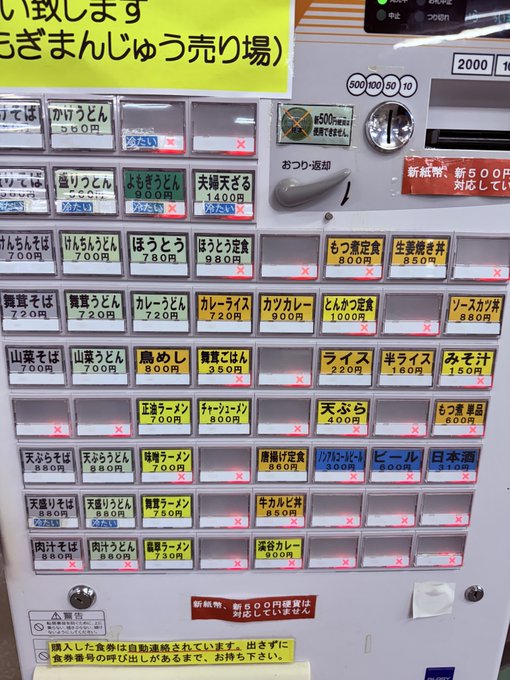 い致します
もぎまんじゅう売り場)
中止 つり切れ
2000
500 100 50 10
新500円硬貨は
使用できません。
おつり・返却
新紙幣、新500円
対応してい
かけうどん
560円
冷たい
盛りうどん
冷たい
よもぎうどん
900円
冷たい
夫婦天ざる
1400円
冷たい
けんちんそば
700円
けんちんうどん
700円
ほうとう
780円
ほうとう定食
980円
もつ煮定食
800円
生姜焼き丼
850円
舞茸そば
720円
舞茸うどん
720円
カレーうどん
720円
カレーライス
720円
カツカレー
900円
とんかつ定食
1000円
ソースカツ丼
880円
山菜そば
山菜うどん
鳥めし
800円
舞茸ごはん
350円
ライス
220円
半ライス
160円
みそ汁
150円
正油ラーメン
700円
チャーシューメン
800円
天ぷら
400円
もつ煮 単品
600円
天ぷらそば
880円
天ぷらうどん
880円
味噌ラーメン
700円
唐揚げ定食
860円
ノンアルコールビール
300円
ビール
600円
日本酒
310円
天盛りそば
880円
冷たい
天盛りうどん
880円
冷たい
舞茸ラーメン
750円
牛カルビ丼
850円
肉汁そば
880円
肉汁うどん
880円
翡翠ラーメン
730円
渓谷カレー
900円
新紙幣、新500円硬貨は
対応していません
警告
購入した食券は自動連絡されています。出さずに
食券番号の呼び出しがあるまで、お持ち下さい。